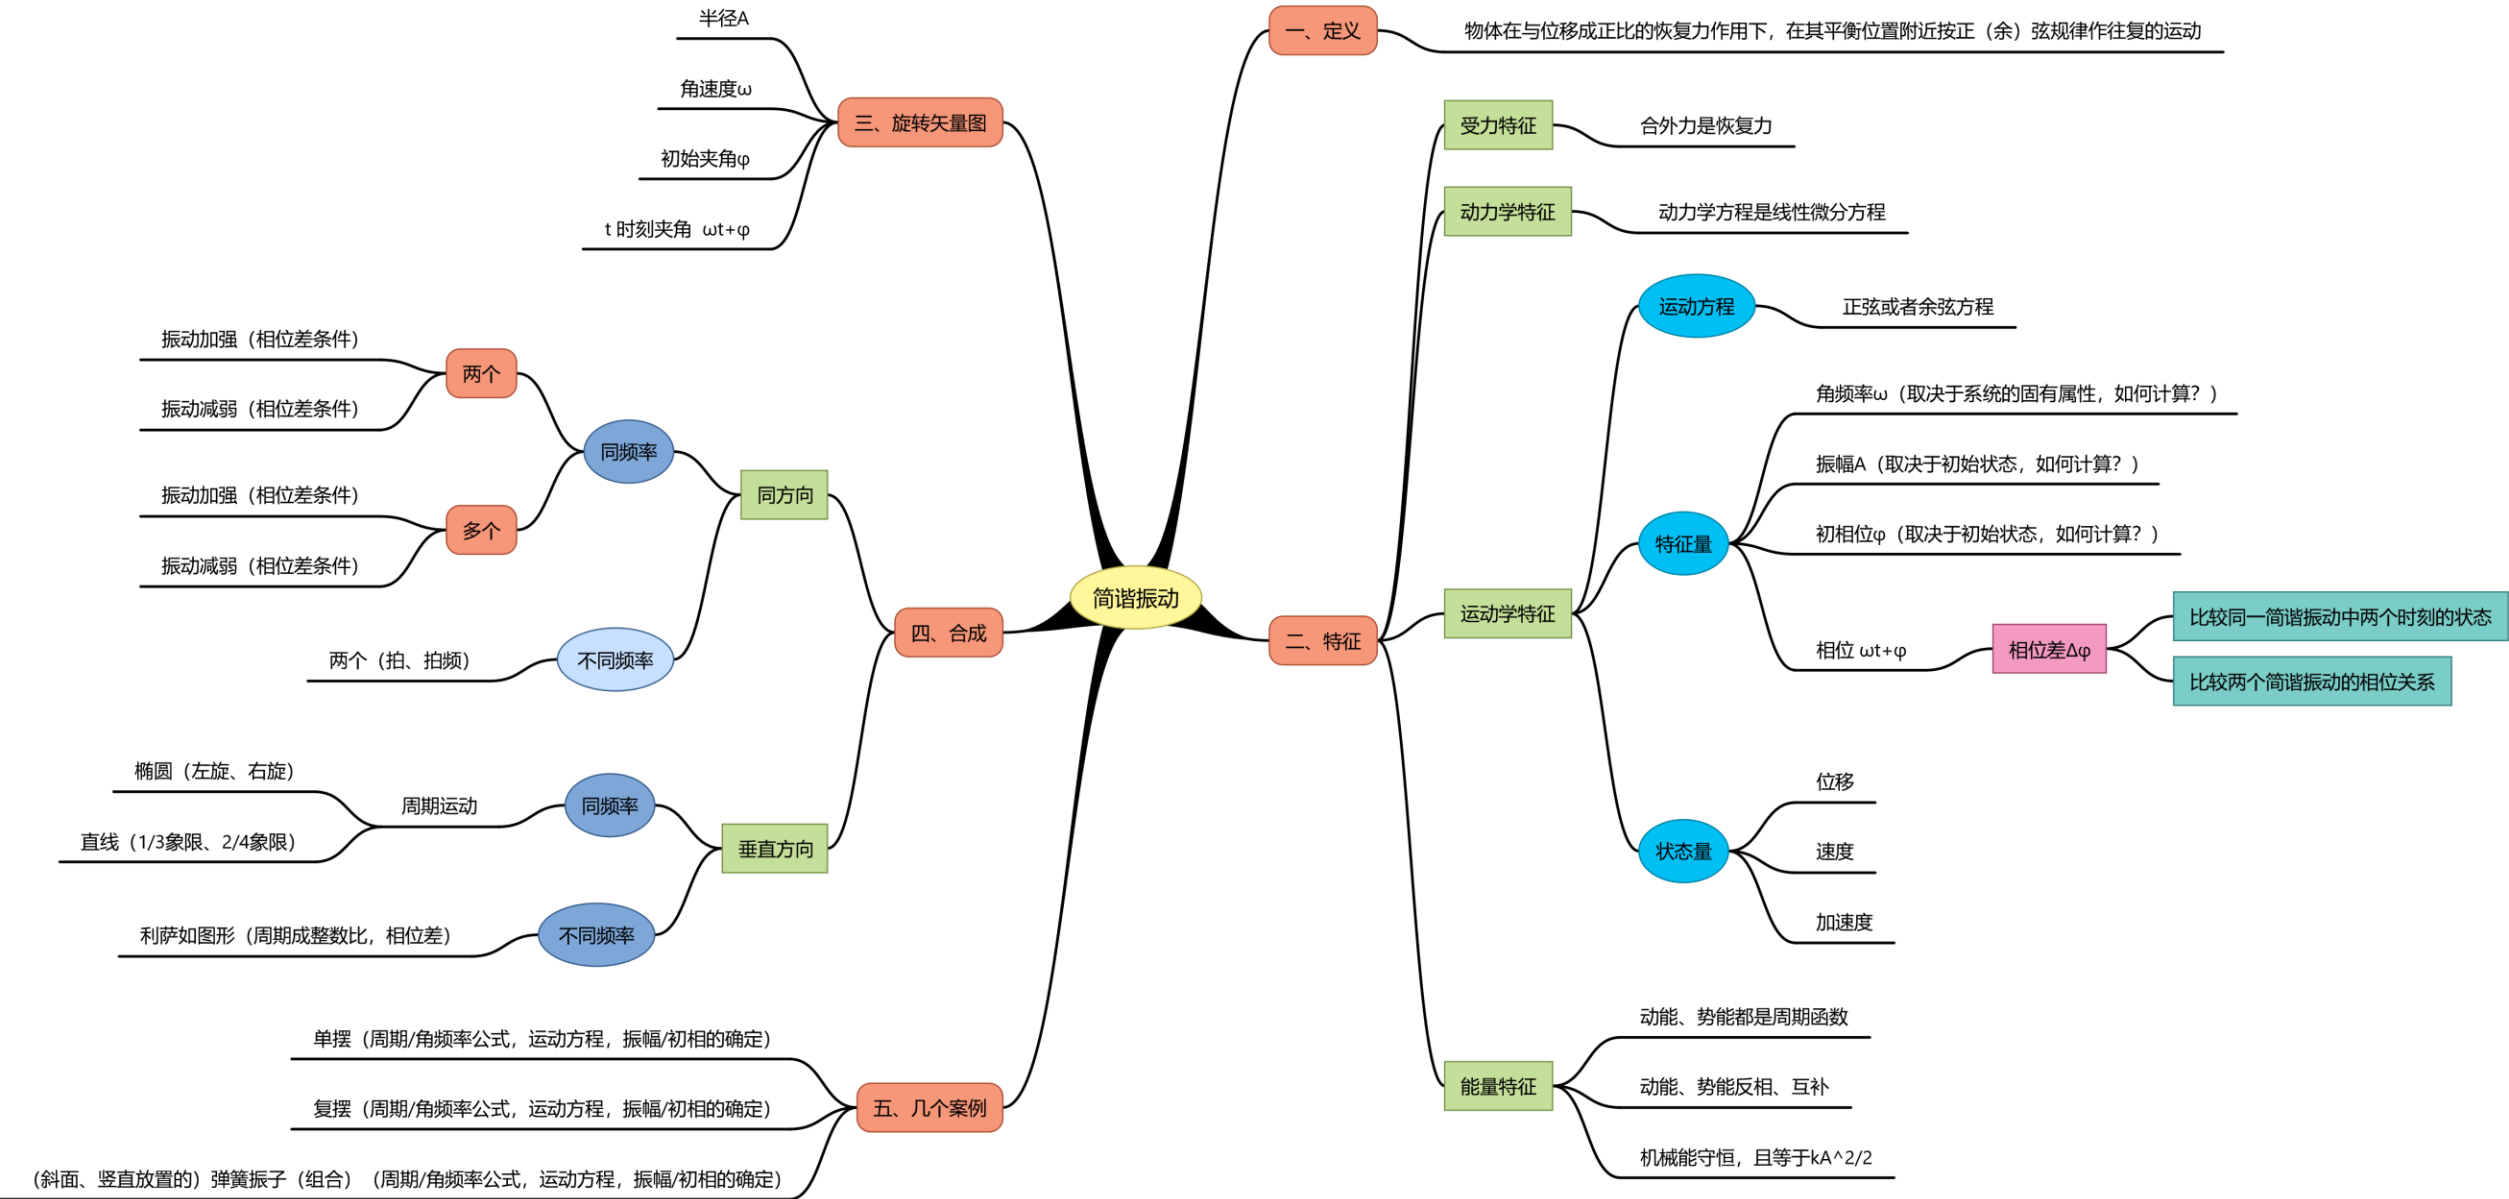 简谐振动
一、定义
物体在与位移成正比的恢复力作用下，在其平衡位置附近按正（余）弦规律作往复的运动
二、特征
受力特征
合外力是恢复力
动力学特征
动力学方程是线性微分方程
运动学特征
运动方程
正弦或者余弦方程
特征量
角频率ω（取决于系统的固有属性，如何计算？）
振幅A（取决于初始状态，如何计算？）
初相位φ（取决于初始状态，如何计算？）
相位 ωt+φ
相位差Δφ
比较同一简谐振动中两个时刻的状态
比较两个简谐振动的相位关系
状态量
位移
速度
加速度
能量特征
动能、势能都是周期函数
动能、势能反相、互补
机械能守恒，且等于kA^2/2
三、旋转矢量图
半径A
角速度ω
初始夹角φ
t 时刻夹角 ωt+φ
四、合成
同方向
同频率
两个
振动加强（相位差条件）
振动减弱（相位差条件）
多个
振动加强（相位差条件）
振动减弱（相位差条件）
不同频率
两个（拍、拍频）
垂直方向
同频率
周期运动
椭圆（左旋、右旋）
直线（1/3象限、2/4象限）
不同频率
利萨如图形（周期成整数比，相位差）
五、几个案例
单摆（周期/角频率公式，运动方程，振幅/初相的确定）
复摆（周期/角频率公式，运动方程，振幅/初相的确定）
（斜面、竖直放置的）弹簧振子（组合）（周期/角频率公式，运动方程，振幅/初相的确定）